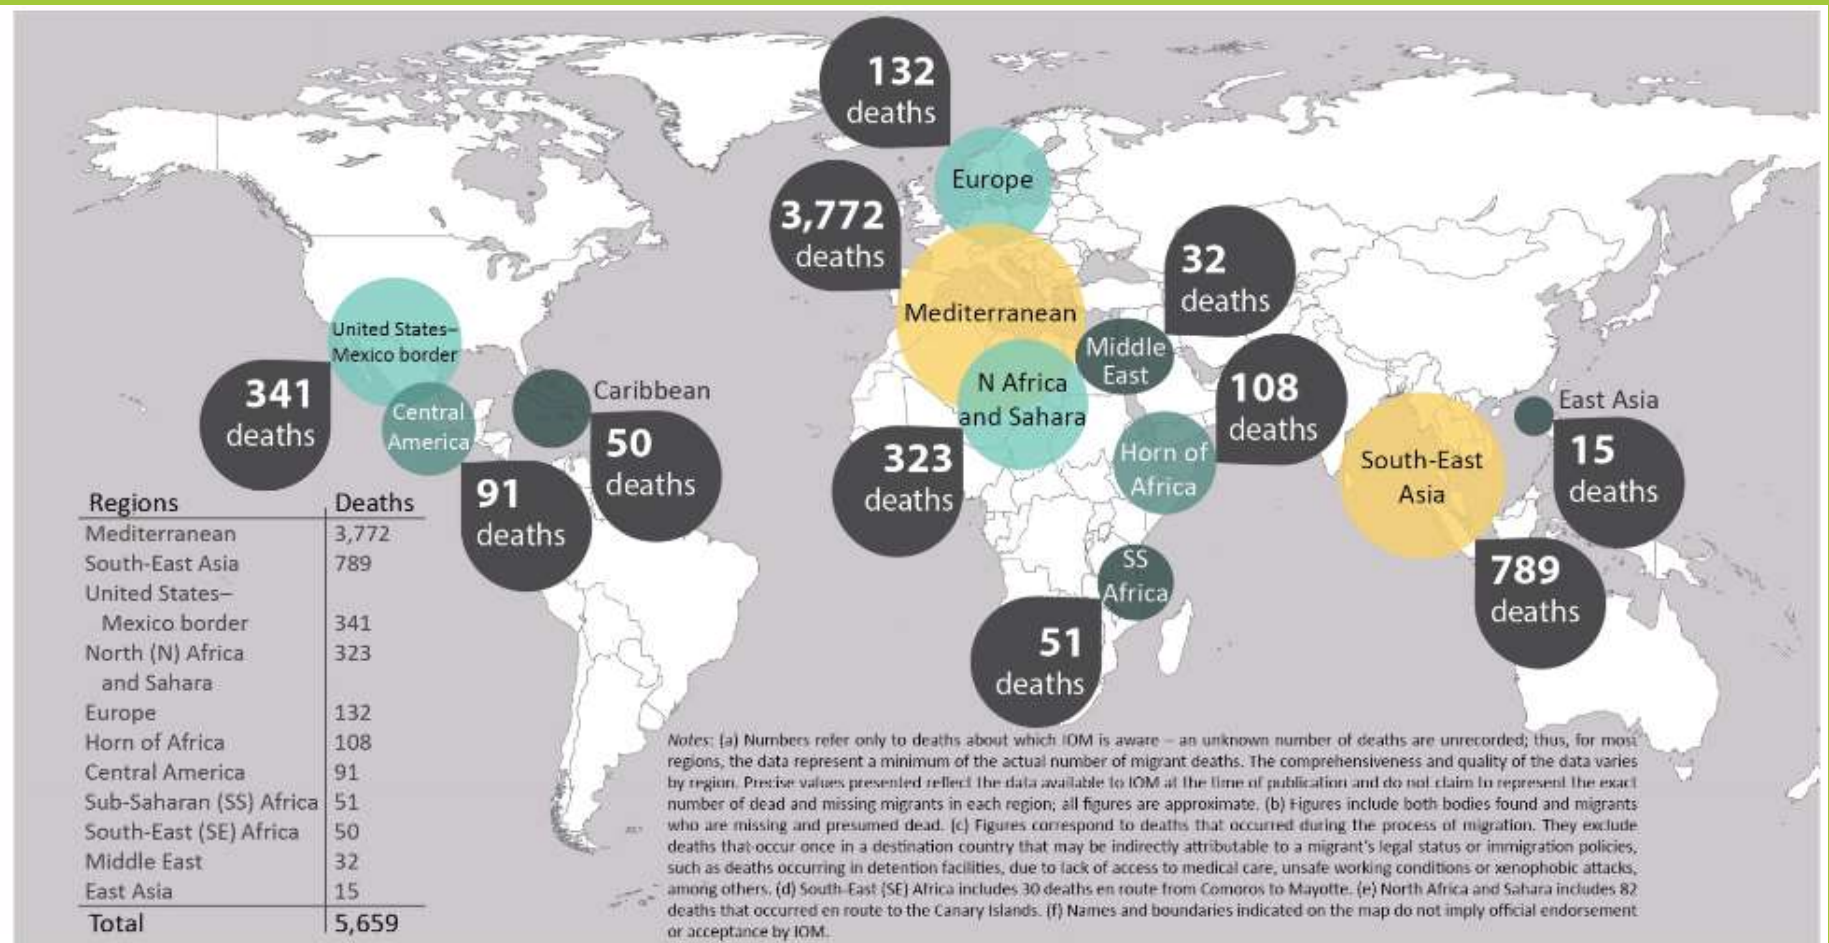 132
deaths
Europe
3,772
deaths
32
deaths
Mediterranean
United States–
Mexico border
Middle
East
341
deaths
N Africa
and Sahara
108
deaths
Caribbean
East Asia
Central
America
50
deaths
323
deaths
Horn of
Africa
South-East
Asia
15
deaths
91
deaths
SS
Africa
789
deaths
51
deaths
Regions Deaths
Mediterranean 3,772
South-East Asia 789
United States–
Mexico border 341
North (N) Africa 323
and Sahara
Europe 132
Horn of Africa 108
Central America 91
Sub-Saharan (SS) Africa 51
South-East (SE) Africa 50
Middle East 32
East Asia 15
Total 5,659
Notes: (a) Numbers refer only to deaths about which IOM is aware – an unknown number of deaths are unrecorded; thus, for most
regions, the data represent a minimum of the actual number of migrant deaths. The comprehensiveness and quality of the data varies
by region. Precise values presented reflect the data available to IOM at the time of publication and do not claim to represent the exact
number of dead and missing migrants in each region; all figures are approximate. (b) Figures include both bodies found and migrants
who are missing and presumed dead. (c) Figures correspond to deaths that occurred during the process of migration. They exclude
deaths that occur once in a destination country that may be indirectly attributable to a migrant's legal status or immigration policies,
such as deaths occurring in detention facilities, due to lack of access to medical care, unsafe working conditions or xenophobic attacks,
among others. (d) South-East (SE) Africa includes 30 deaths en route from Comoros to Mayotte. (e) North Africa and Sahara includes 82
deaths that occurred en route to the Canary Islands. (f) Names and boundaries indicated on the map do not imply official endorsement
or acceptance by IOM.